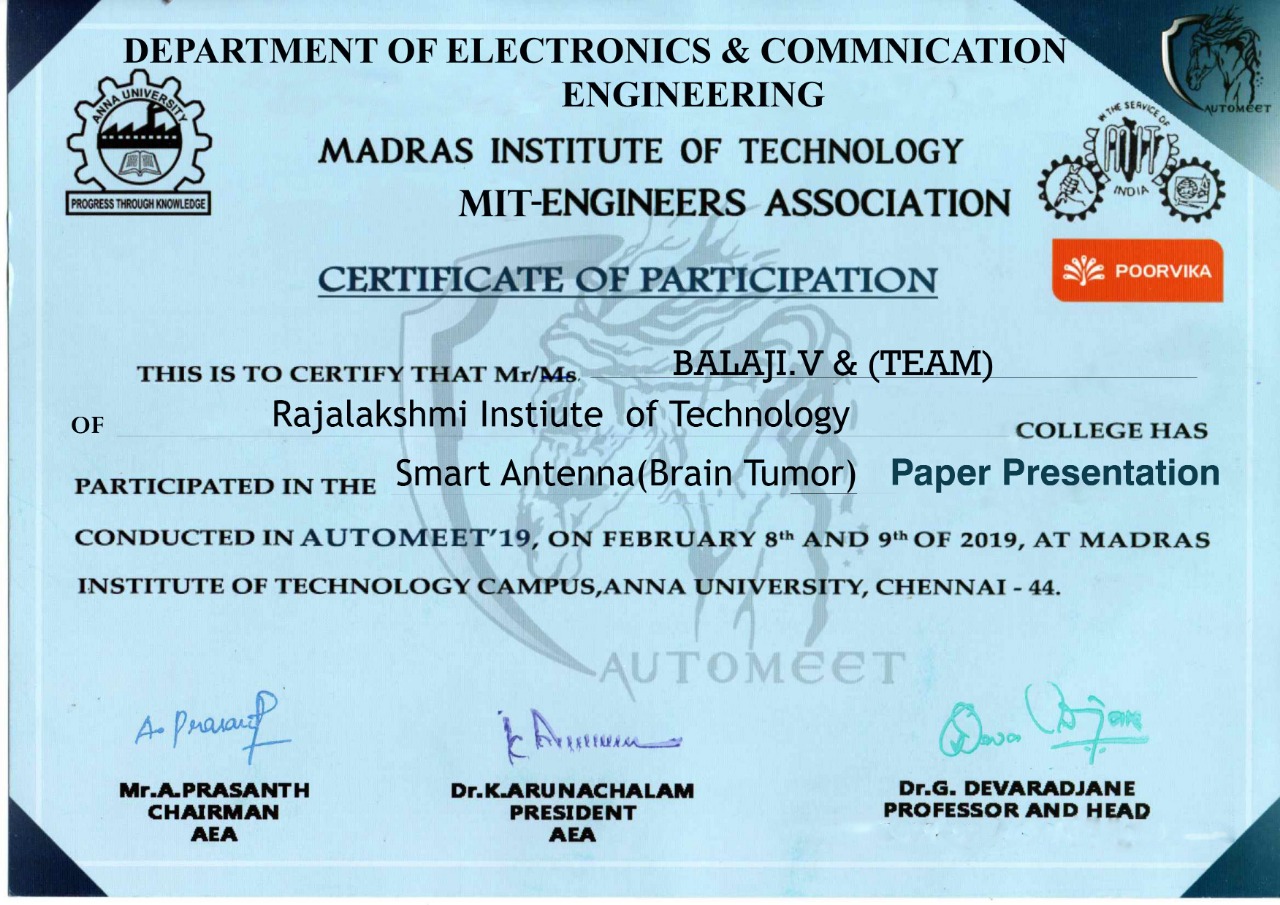 DEPARTMENT OF ELECTRONICS & COMMNICATION
ENGINEERING
AUTOMEET
ANNA UNIVERSITY
PROGRESS THROUGH KNOWLEDGE
MADRAS INSTITUTE OF TECHNOLOGY
MIT-ENGINEERS ASSOCIATION
IN THE SERVICE OF
INDIA
POORVIKA
CERTIFICATE OF PARTICIPATION
THIS IS TO CERTIFY THAT Mr/Ms. BALAJI.V & (TEAM)
OF Rajalakshmi Instiute of Technology COLLEGE HAS
PARTICIPATED IN THE Smart Antenna(Brain Tumor) Paper Presentation
CONDUCTED IN AUTOMEET'19, ON FEBRUARY 8th AND 9th OF 2019, AT MADRAS
INSTITUTE OF TECHNOLOGY CAMPUS,ANNA UNIVERSITY, CHENNAI - 44.
AUTOMEET
A. Prasanth
Mr.A.PRASANTH
CHAIRMAN
AEA
Dr.K.ARUNACHALAM
PRESIDENT
AEA
Dr.G. DEVARADJANE
PROFESSOR AND HEAD